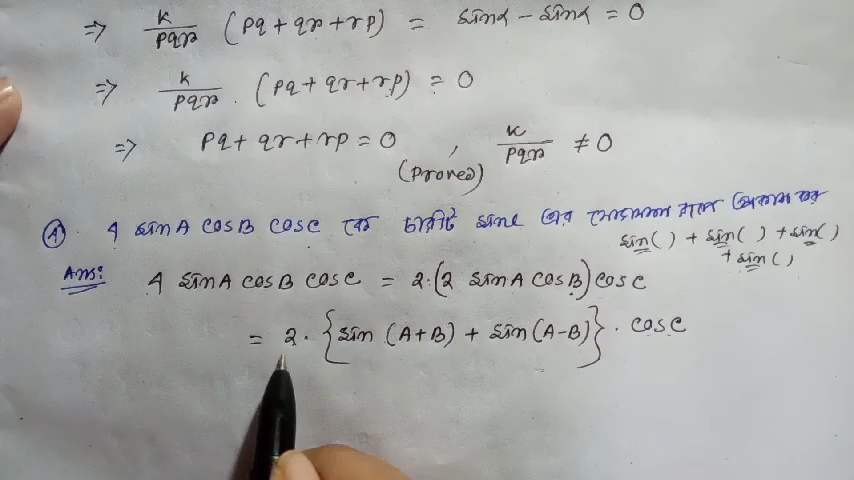 ⇒ k/pqr (pq + qr + rp) = sinα - sinα = 0
⇒ k/pqr . (pq + qr + rp) = 0
⇒ pq + qr + rp = 0 , k/pqr ≠ 0
(proved)
4 sinA cosB cosC কে চারটি sine এর যোগফল রূপে প্রকাশ কর
sin( ) + sin( ) + sin( )
+ sin( )
Ans: 4 sinA cosB cosC = 2.(2 sinA cosB) cosC
= 2. {sin (A+B) + sin (A-B)} . cosC